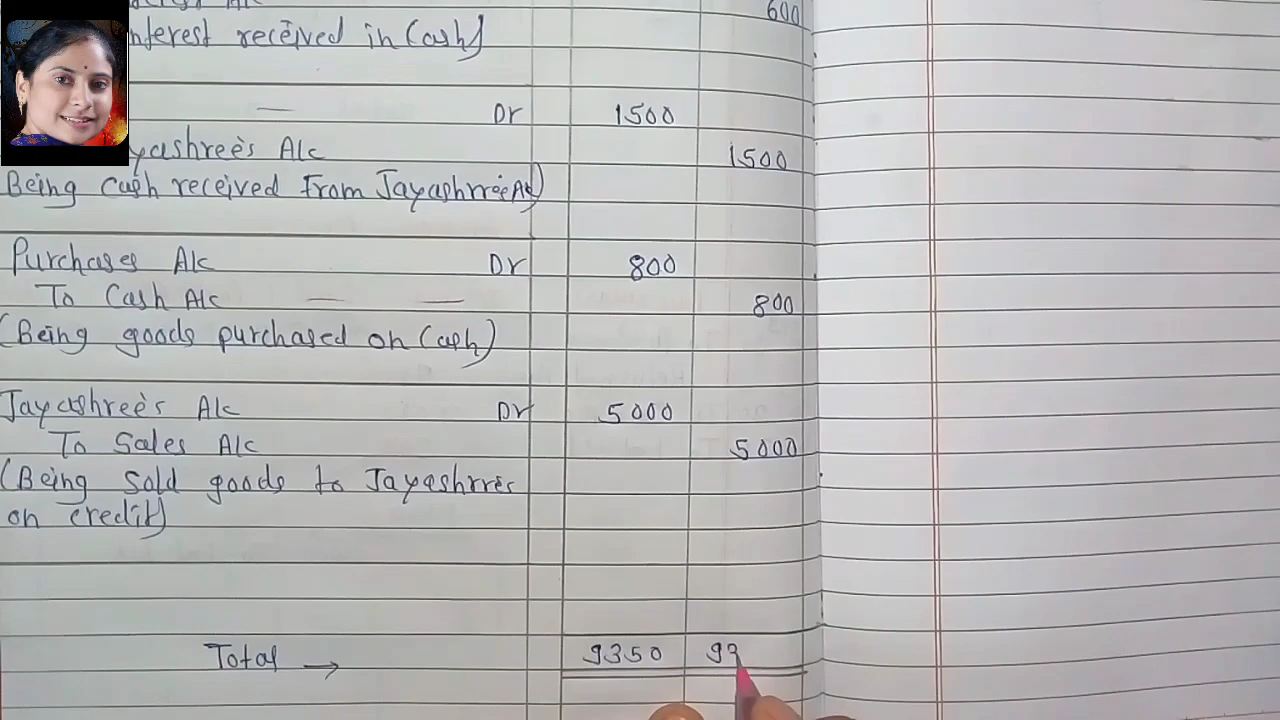 600
nterest received in Cash)
— Dr 1500
yashree's A/c 1500
Being cash received From Jayashree A/c)
Purchases A/c Dr 800
To Cash A/c — — 800
(Being goods purchased on Cash)
Jayashree's A/c Dr 5000
To Sales A/c 5000
(Being Sold goods to Jayashree's
on credit)
Total → 9350 93